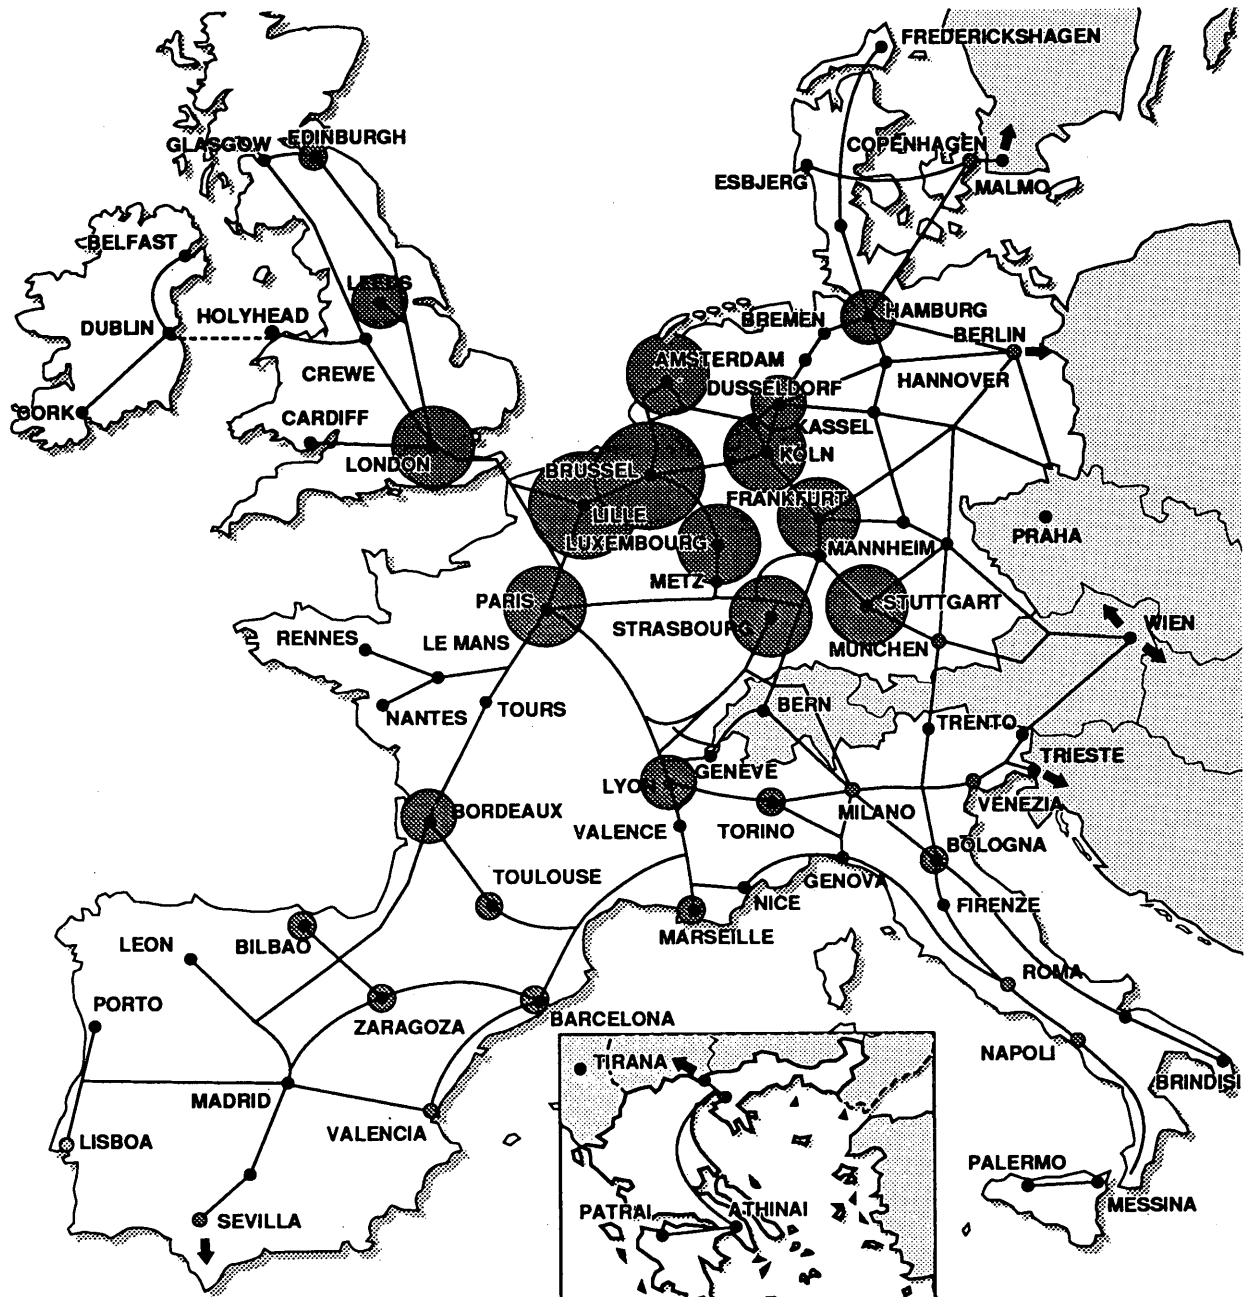 FREDERICKSHAGEN
GLASGOW
EDINBURGH
COPENHAGEN
ESBJERG
MALMO
BELFAST
LEEDS
DUBLIN
HOLYHEAD
BREMEN
HAMBURG
BERLIN
AMSTERDAM
CREWE
HANNOVER
DUSSELDORF
CORK
CARDIFF
KASSEL
LONDON
KÖLN
BRUSSEL
FRANKFURT
LILLE
PRAHA
LUXEMBOURG
MANNHEIM
METZ
PARIS
STUTTGART
STRASBOURG
WIEN
RENNES
LE MANS
MÜNCHEN
NANTES
TOURS
BERN
TRENTO
TRIESTE
GENEVE
LYON
VENEZIA
BORDEAUX
VALENCE
TORINO
MILANO
BOLOGNA
TOULOUSE
GENOVA
NICE
FIRENZE
MARSEILLE
LEON
BILBAO
ROMA
PORTO
ZARAGOZA
BARCELONA
NAPOLI
TIRANA
BRINDISI
MADRID
VALENCIA
LISBOA
PALERMO
MESSINA
PATRAI
ATHINAI
SEVILLA